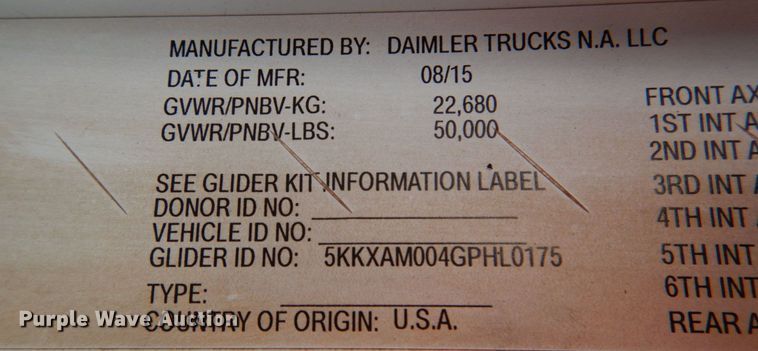 MANUFACTURED BY: DAIMLER TRUCKS N.A. LLC
DATE OF MFR: 08/15
GVWR/PNBV-KG: 22,680
GVWR/PNBV-LBS: 50,000
SEE GLIDER KIT INFORMATION LABEL
DONOR ID NO:
VEHICLE ID NO:
GLIDER ID NO: 5KKXAM004GPHL0175
TYPE:
COUNTRY OF ORIGIN: U.S.A.
FRONT AX
1ST INT A
2ND INT A
3RD INT
4TH INT
5TH INT
6TH INT
REAR A
Purple Wave Auction